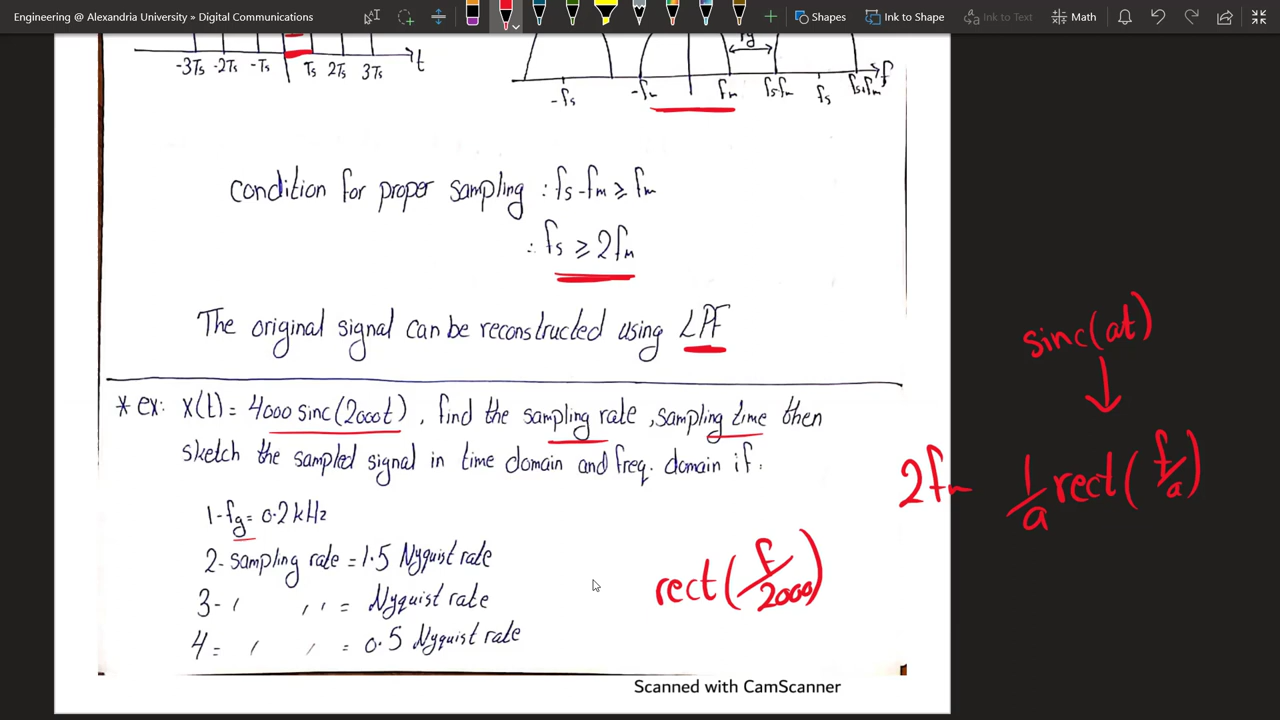 Engineering @ Alexandria University » Digital Communications
Shapes
Ink to Shape
Ink to Text
Math
-3Ts -2Ts -Ts Ts 2Ts 3Ts t
fg
-fs -fm fm fs-fm fs fs+fm f
condition for proper sampling : fs-fm ≥ fm
∴ fs ≥ 2fm
The original signal can be reconstructed using LPF
sinc(at)
* ex: x(t) = 4000 sinc(2000t) , find the sampling rate, sampling time then
sketch the sampled signal in time domain and freq. domain if:
2fm
1/a rect(f/a)
1- fg = 0.2 kHz
2- sampling rate = 1.5 Nyquist rate
rect(f/2000)
3- " " = Nyquist rate
4= " " = 0.5 Nyquist rate
Scanned with CamScanner